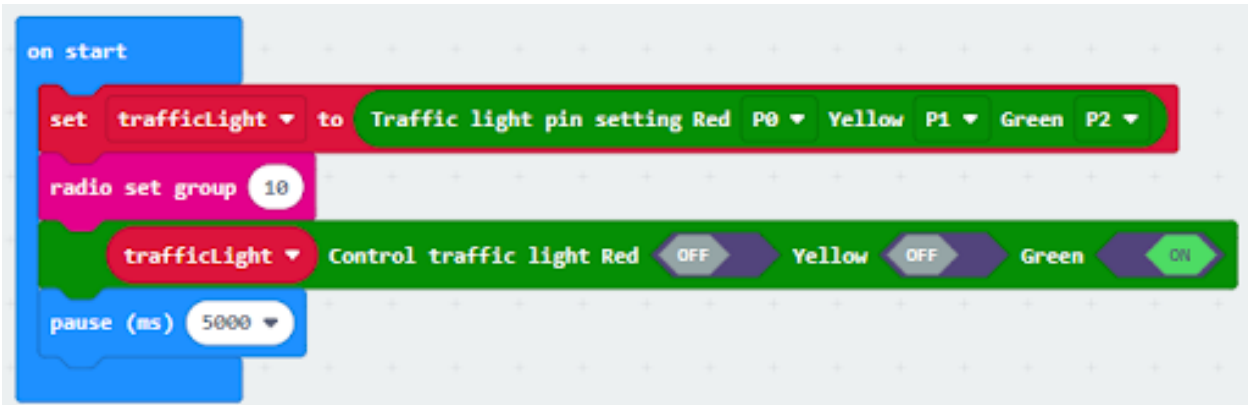 on start
set trafficLight to Traffic light pin setting Red P0 Yellow P1 Green P2
radio set group 10
trafficLight Control traffic light Red OFF Yellow OFF Green ON
pause (ms) 5000